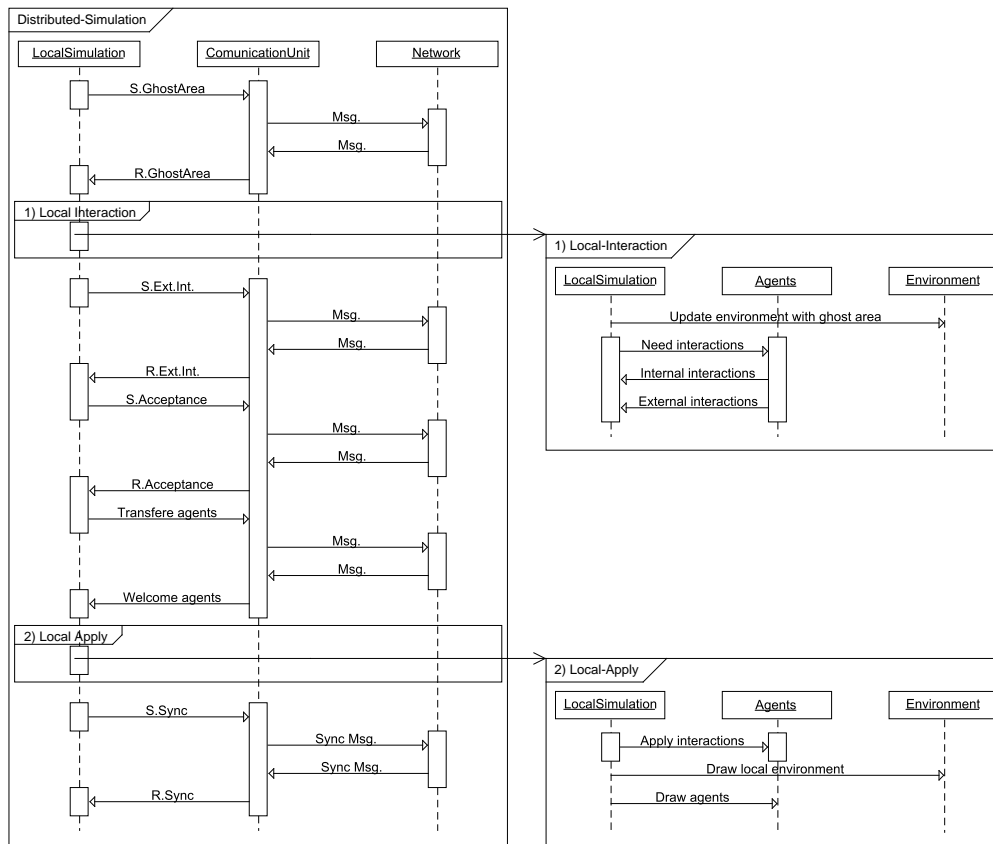 Distributed-Simulation
LocalSimulation
ComunicationUnit
Network
S.GhostArea
Msg.
Msg.
R.GhostArea
1) Local Interaction
S.Ext.Int.
Msg.
Msg.
R.Ext.Int.
S.Acceptance
Msg.
Msg.
R.Acceptance
Transfere agents
Msg.
Msg.
Welcome agents
2) Local Apply
S.Sync
Sync Msg.
Sync Msg.
R.Sync
1) Local-Interaction
LocalSimulation
Agents
Environment
Update environment with ghost area
Need interactions
Internal interactions
External interactions
2) Local-Apply
LocalSimulation
Agents
Environment
Apply interactions
Draw local environment
Draw agents